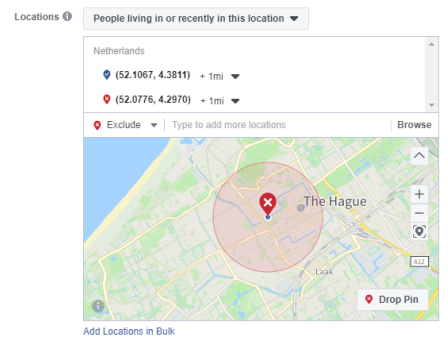 Locations
People living in or recently in this location
Netherlands
(52.1067, 4.3811) + 1mi
(52.0776, 4.2970) + 1mi
Exclude Type to add more locations Browse
The Hague
A12
Laak
Drop Pin
Add Locations in Bulk